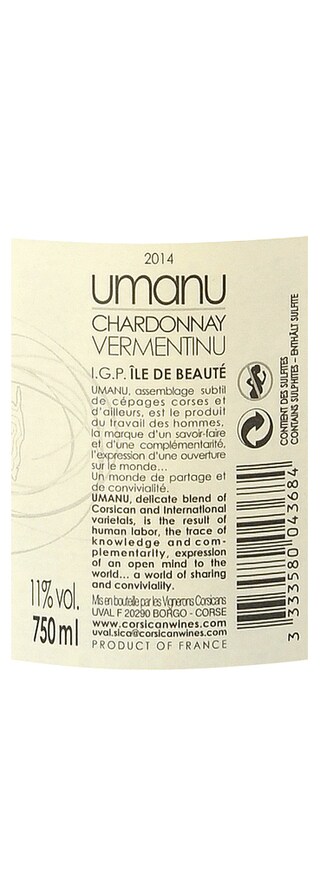 2014
umanu
CHARDONNAY
VERMENTINU
I.G.P. ÎLE DE BEAUTÉ
UMANU, assemblage subtil
de cépages corses et
d'ailleurs, est le produit
du travail des hommes,
la marque d'un savoir-faire
et d'une complémentarité,
l'expression d'une ouverture
sur le monde...
Un monde de partage et
de convivialité.
UMANU, delicate blend of
Corsican and International
varietals, is the result of
human labor, the trace of
knowledge and com-
plementarity, expression
of an open mind to the
world... a world of sharing
and conviviality.
Mis en bouteille par les Vignerons Corsicans
UVAL F 20290 BORGO - CORSE
www.corsicanwines.com
uval.sica@corsicanwines.com
PRODUCT OF FRANCE
11% vol.
750 ml
CONTIENT DES SULFITES
CONTAINS SULPHITES - ENTHÄLT SULFITE
3 333580 043684